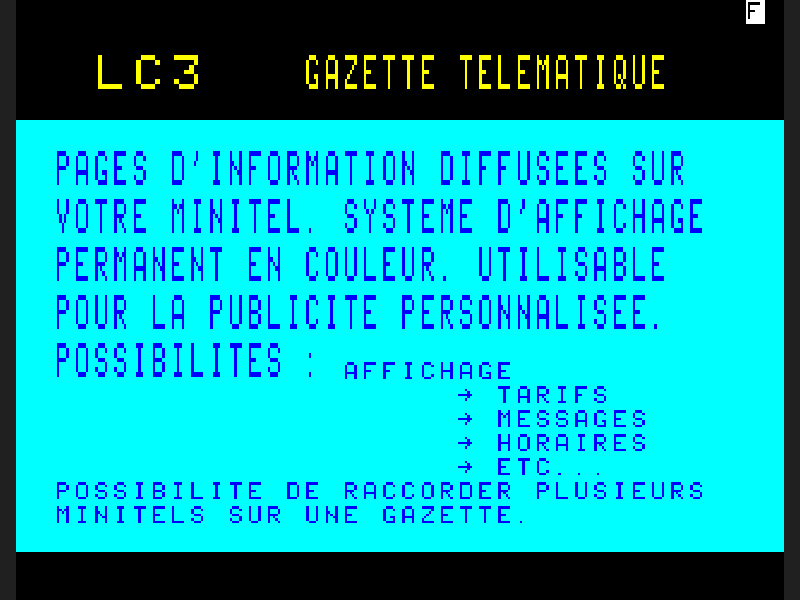 F
LC3 GAZETTE TELEMATIQUE
PAGES D'INFORMATION DIFFUSEES SUR
VOTRE MINITEL. SYSTEME D'AFFICHAGE
PERMANENT EN COULEUR. UTILISABLE
POUR LA PUBLICITE PERSONNALISEE.
POSSIBILITES : AFFICHAGE
→ TARIFS
→ MESSAGES
→ HORAIRES
→ ETC...
POSSIBILITE DE RACCORDER PLUSIEURS
MINITELS SUR UNE GAZETTE.